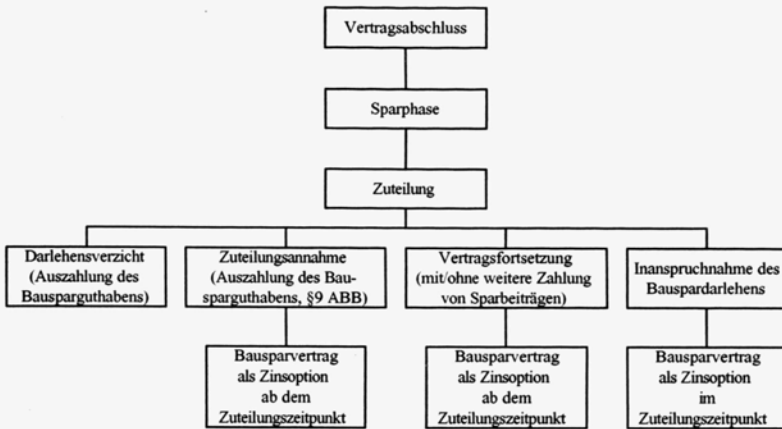 Vertragsabschluss
Sparphase
Zuteilung
Darlehensverzicht
(Auszahlung des
Bausparguthabens)
Zuteilungsannahme
(Auszahlung des Bau-
sparguthabens, §9 ABB)
Vertragsfortsetzung
(mit/ohne weitere Zahlung
von Sparbeiträgen)
Inanspruchnahme des
Bauspardarlehens
Bausparvertrag
als Zinsoption
ab dem
Zuteilungszeitpunkt
Bausparvertrag
als Zinsoption
ab dem
Zuteilungszeitpunkt
Bausparvertrag
als Zinsoption
im
Zuteilungszeitpunkt